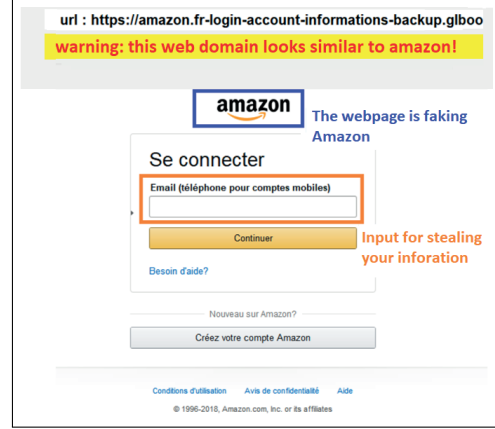 url : https://amazon.fr-login-account-informations-backup.glboo
warning: this web domain looks similar to amazon!
amazon
The webpage is faking
Amazon
Se connecter
Email (téléphone pour comptes mobiles)
Continuer
Input for stealing
your inforation
Besoin d'aide?
Nouveau sur Amazon?
Créez votre compte Amazon
Conditions d'utilisation Avis de confidentialité Aide
© 1996-2018, Amazon.com, Inc. or its affiliates